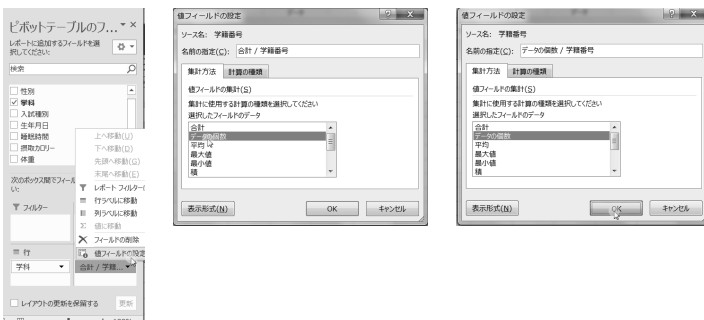 ピボットテーブルのフ...
レポートに追加するフィールドを選
択してください:
検索
性別
学科
入試種別
生年月日
睡眠時間
摂取カロリー
体重
次のボックス間でフィール
い:
フィルター
行
学科
合計 / 学籍...
レイアウトの更新を保留する 更新
上へ移動(U)
下へ移動(D)
先頭へ移動(G)
末尾へ移動(E)
レポート フィルター(
行ラベルに移動
列ラベルに移動
値に移動
フィールドの削除
値フィールドの設定
値フィールドの設定
ソース名: 学籍番号
名前の指定(C): 合計 / 学籍番号
集計方法 計算の種類
値フィールドの集計(S)
集計に使用する計算の種類を選択してください
選択したフィールドのデータ
合計
データの個数
平均
最大値
最小値
積
表示形式(N) OK キャンセル
値フィールドの設定
ソース名: 学籍番号
名前の指定(C): データの個数 / 学籍番号
集計方法 計算の種類
値フィールドの集計(S)
集計に使用する計算の種類を選択してください
選択したフィールドのデータ
合計
データの個数
平均
最大値
最小値
積
表示形式(N) OK キャンセル